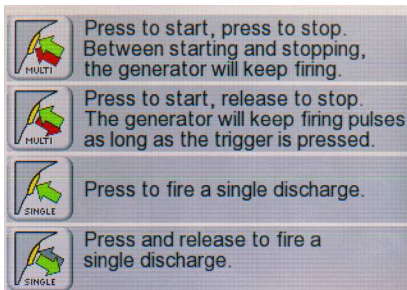 MULTI
Press to start, press to stop.
Between starting and stopping,
the generator will keep firing.
MULTI
Press to start, release to stop.
The generator will keep firing pulses
as long as the trigger is pressed.
SINGLE
Press to fire a single discharge.
SINGLE
Press and release to fire a
single discharge.